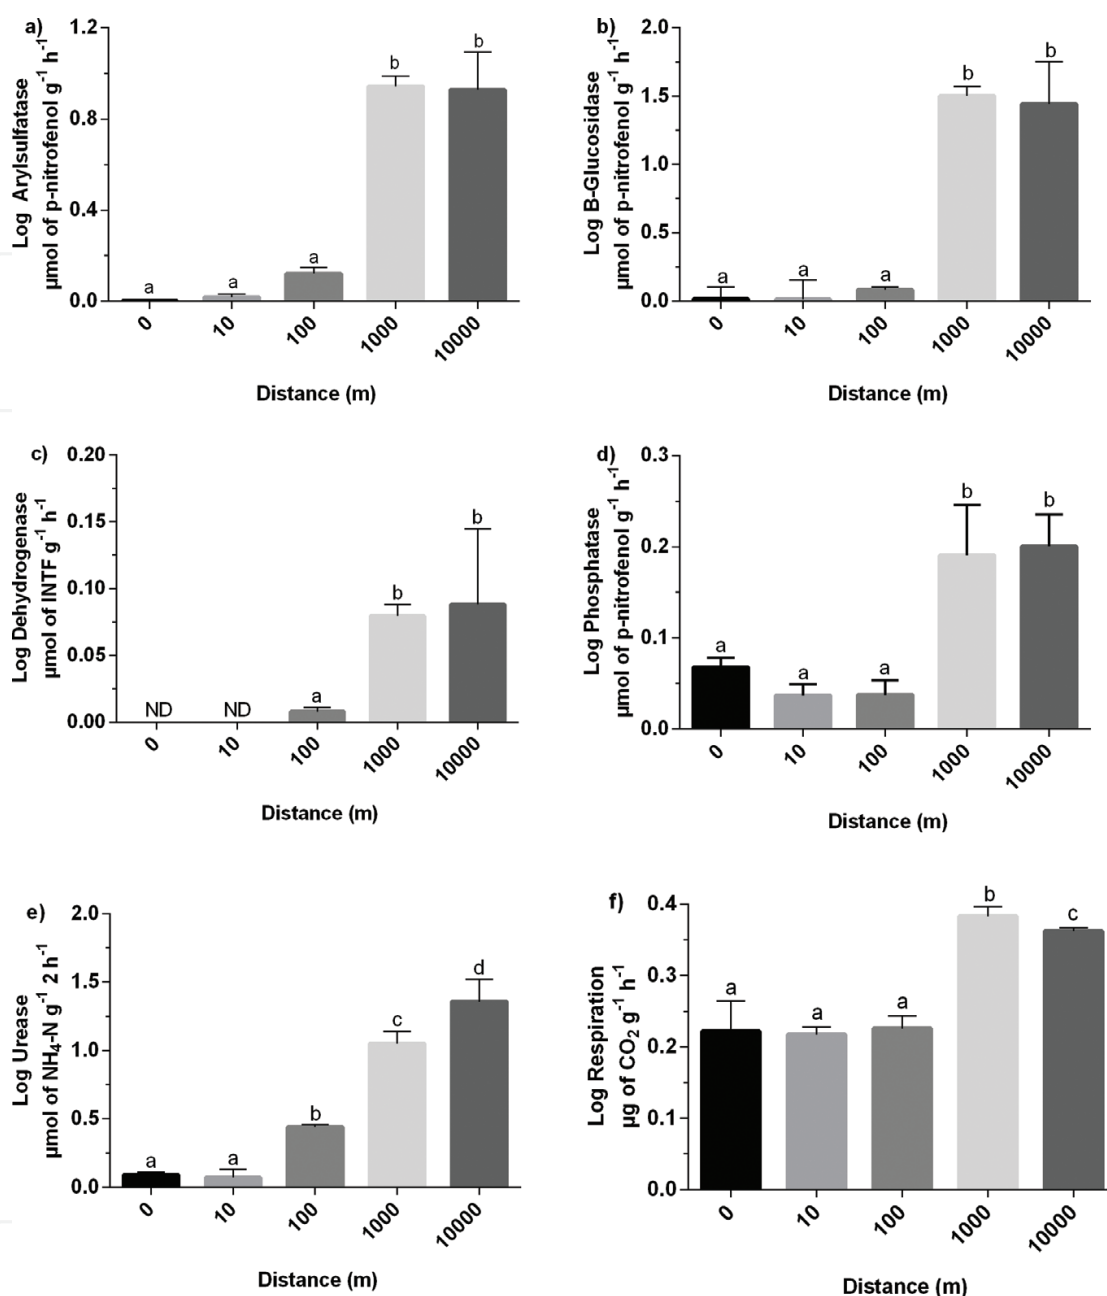 a)
Log Arylsulfatase
µmol of p-nitrofenol g⁻¹ h⁻¹
1.2
0.9
0.4
0.0
a
a
a
b
b
0
10
100
1000
10000
Distance (m)
b)
Log B-Glucosidase
µmol of p-nitrofenol g⁻¹ h⁻¹
2.0
1.5
1.0
0.5
0.0
a
a
a
b
b
0
10
100
1000
10000
Distance (m)
c)
Log Dehydrogenase
µmol of INTF g⁻¹ h⁻¹
0.20
0.15
0.10
0.05
0.00
ND
ND
a
b
b
0
10
100
1000
10000
Distance (m)
d)
Log Phosphatase
µmol of p-nitrofenol g⁻¹ h⁻¹
0.3
0.2
0.1
0.0
a
a
a
b
b
0
10
100
1000
10000
Distance (m)
e)
Log Urease
µmol of NH₄-N g⁻¹ 2 h⁻¹
2.0
1.5
1.0
0.5
0.0
a
a
b
c
d
0
10
100
1000
10000
Distance (m)
f)
Log Respiration
µg of CO₂ g⁻¹ h⁻¹
0.4
0.3
0.2
0.1
0.0
a
a
a
b
c
0
10
100
1000
10000
Distance (m)